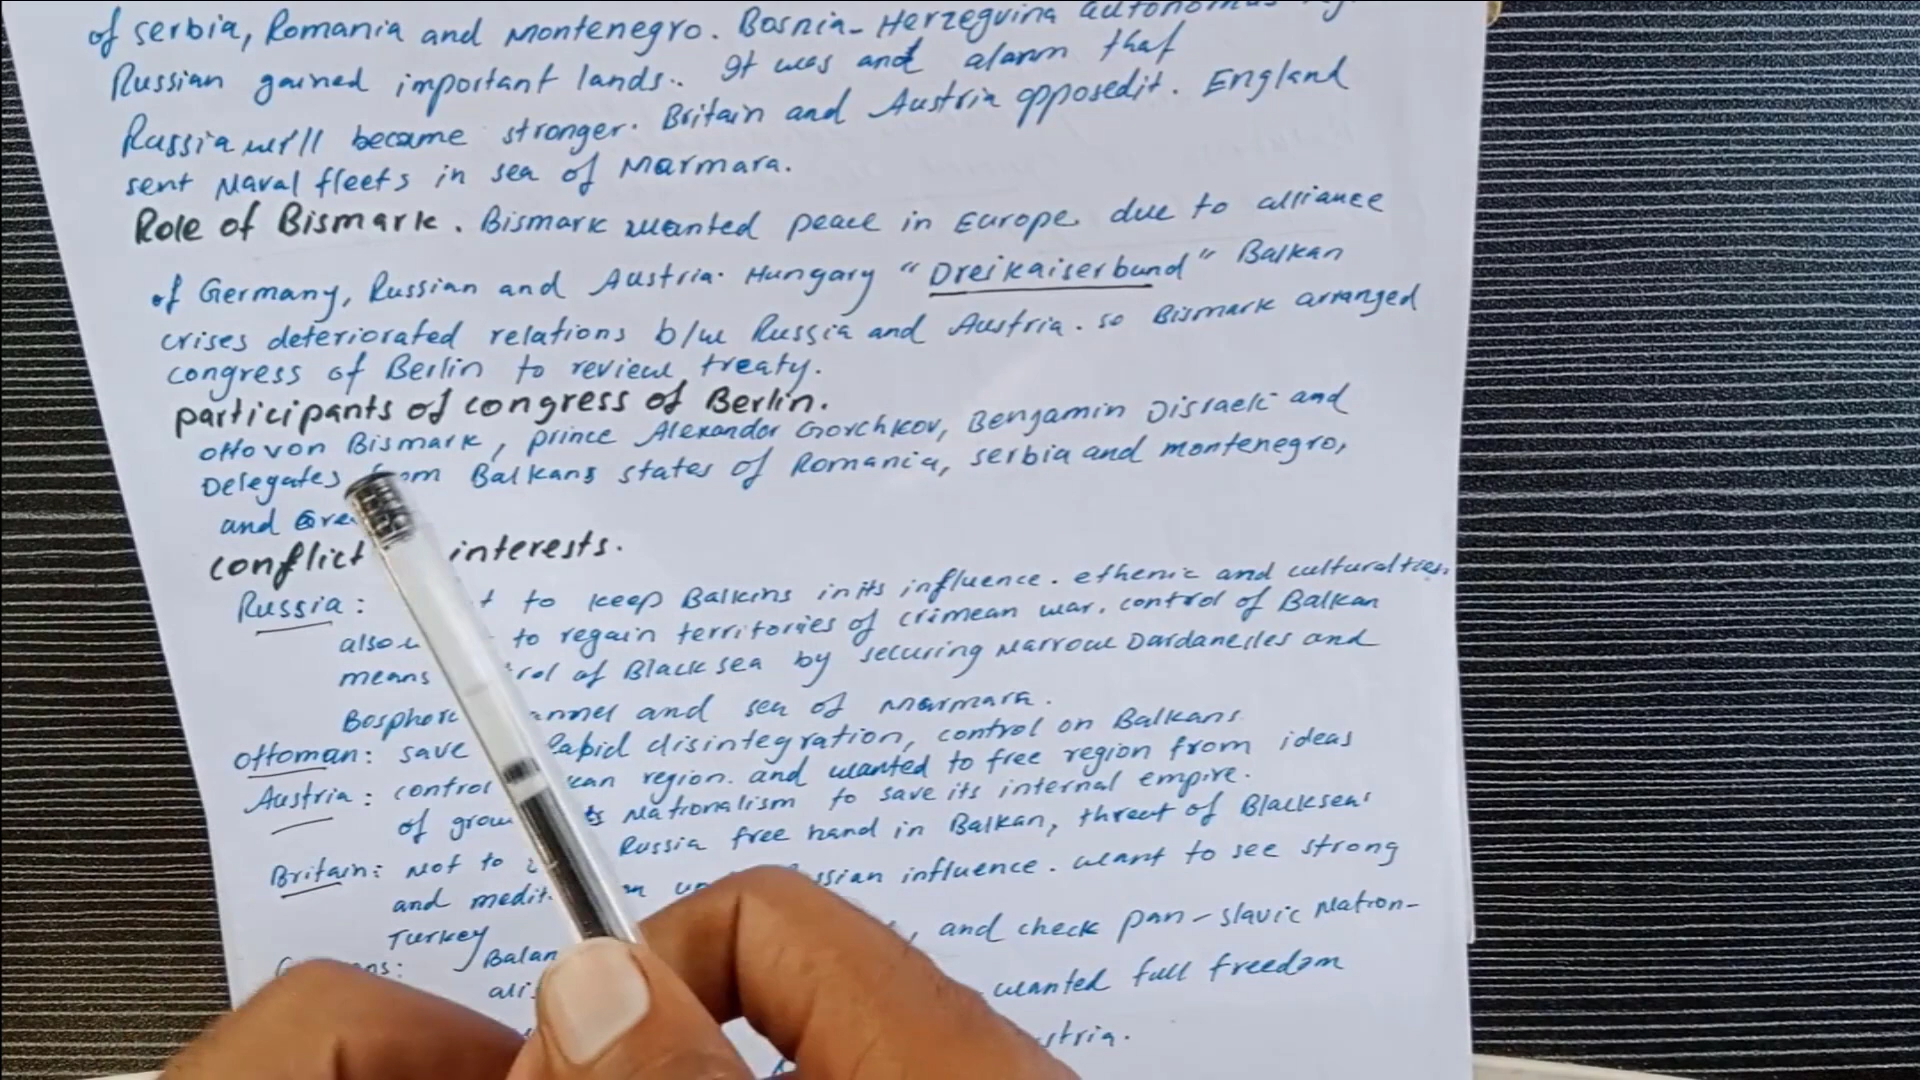 of serbia, Romania and Montenegro. Bosnia-Herzeguina autonomus
Russian gained important lands.. It was and alarm that
Russia will became stronger. Britain and Austria opposedit. England
sent Naval fleets in sea of Marmara.
Role of Bismark. Bismark wanted peace in Europe due to alliance
of Germany, Russian and Austria-Hungary "Dreikaiserbund" Balkan
crises deteriorated relations b/w Russia and Austria. so Bismark arranged
congress of Berlin to review treaty.
participants of congress of Berlin.
otto von Bismark, prince Alexander Gorchkov, Bengamin Disraeli and
Delegates from Balkans states of Romania, serbia and montenegro,
and
conflict interests.
Russia: to keep Balkins in its influence. ethenic and cultural ties.
also to regain territories of crimean war. control of Balkan
means of Black sea by securing Narrow Dardanelles and
and sea of Marmara.
Ottoman: save Rabid disintegration, control on Balkans.
Austria: control region. and wanted to free region from ideas
of Nationalism to save its internal empire.
Britain: Not to Russia free hand in Balkan, threat of Blacksea
and influence. want to see strong
Turkey
Balan , and check pan-slavic Nation-
wanted full freedom